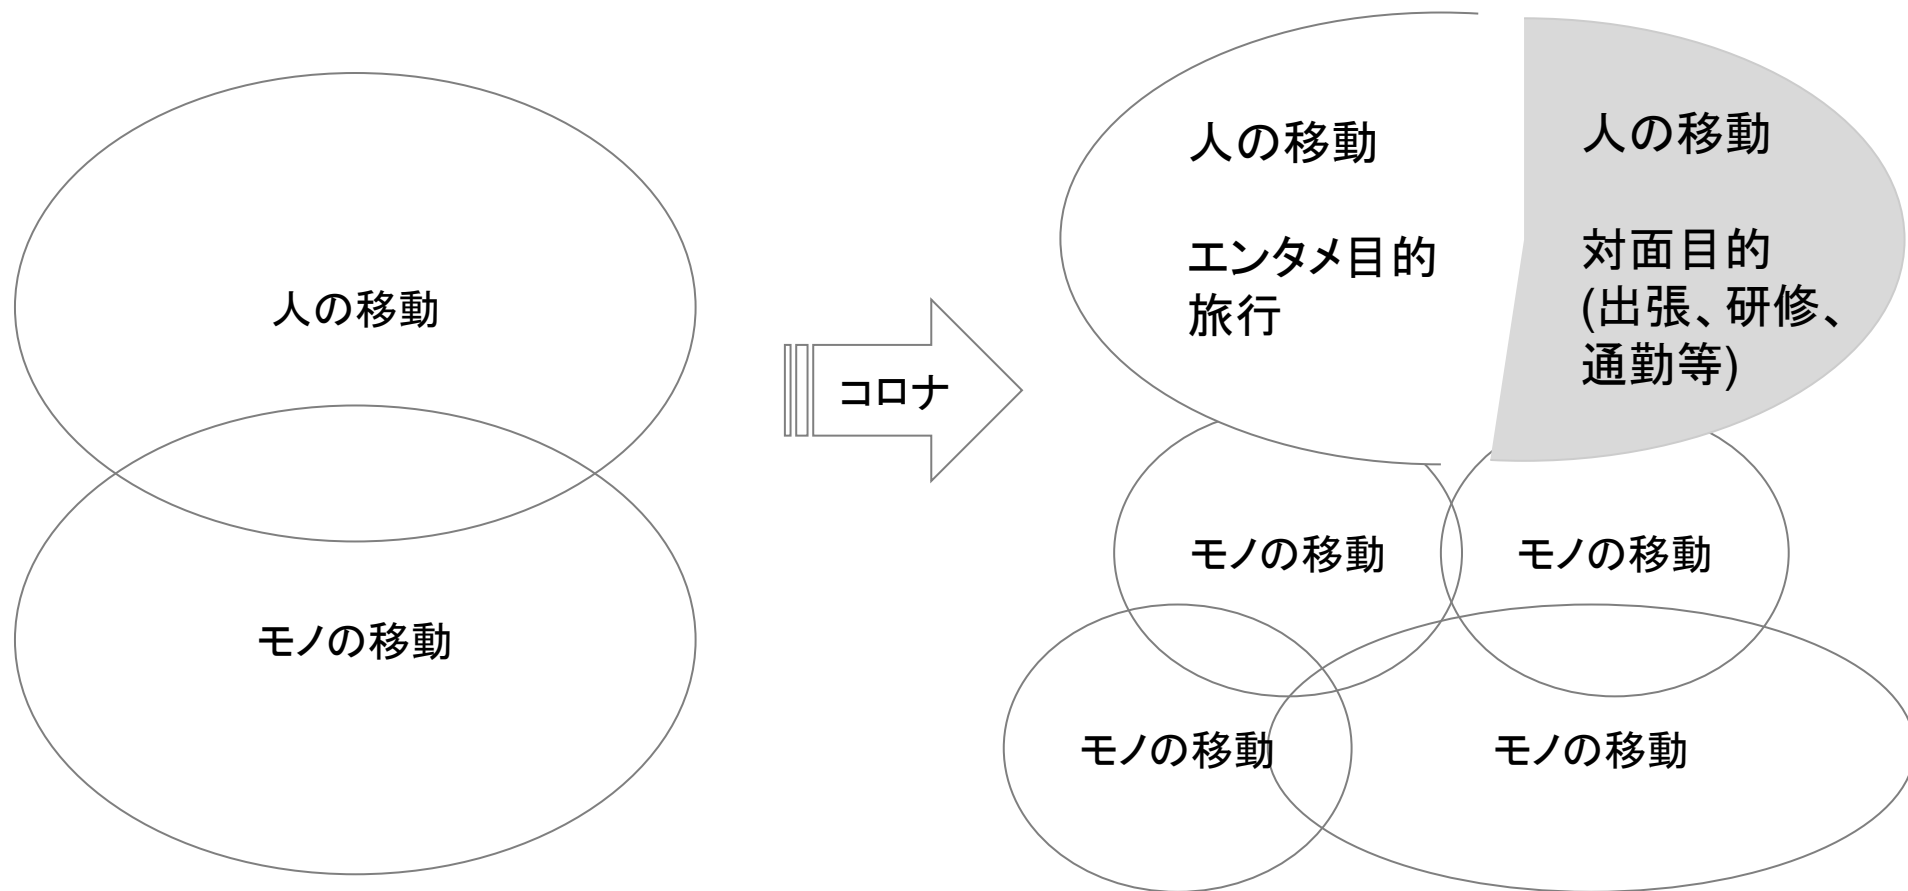 人の移動
モノの移動
コロナ
人の移動
エンタメ目的
旅行
人の移動
対面目的
(出張、研修、
通勤等)
モノの移動
モノの移動
モノの移動
モノの移動